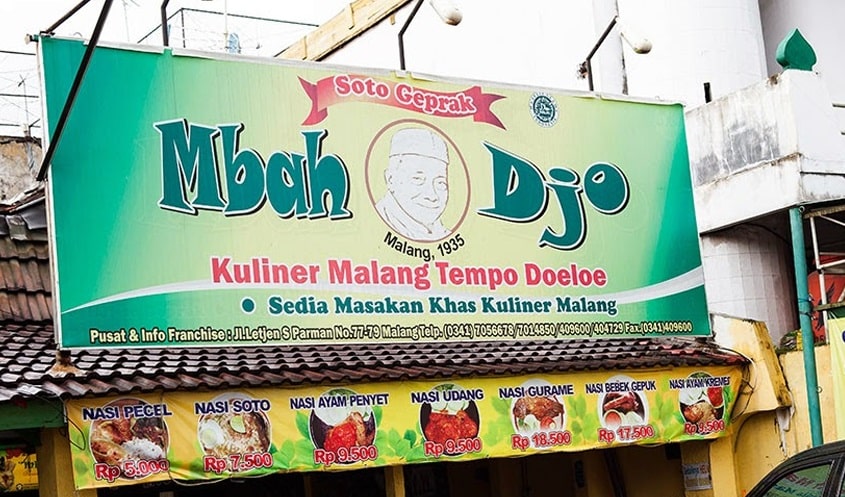 Soto Geprak
Mbah Djo
Malang, 1935
Kuliner Malang Tempo Doeloe
• Sedia Masakan Khas Kuliner Malang
Pusat & Info Franchise : Jl.Letjen S Parman No.77-79 Malang Telp. (0341) 7056678 /7014850/ 409600 /404729 Fax.(0341)409600
NASI PECEL NASI SOTO NASI AYAM PENYET NASI UDANG NASI GURAME NASI BEBEK GEPUK NASI AYAM KREMES
Rp 5.000 Rp 7.500 Rp 9.500 Rp 9.500 Rp 18.500 Rp 17.500 Rp 9.500